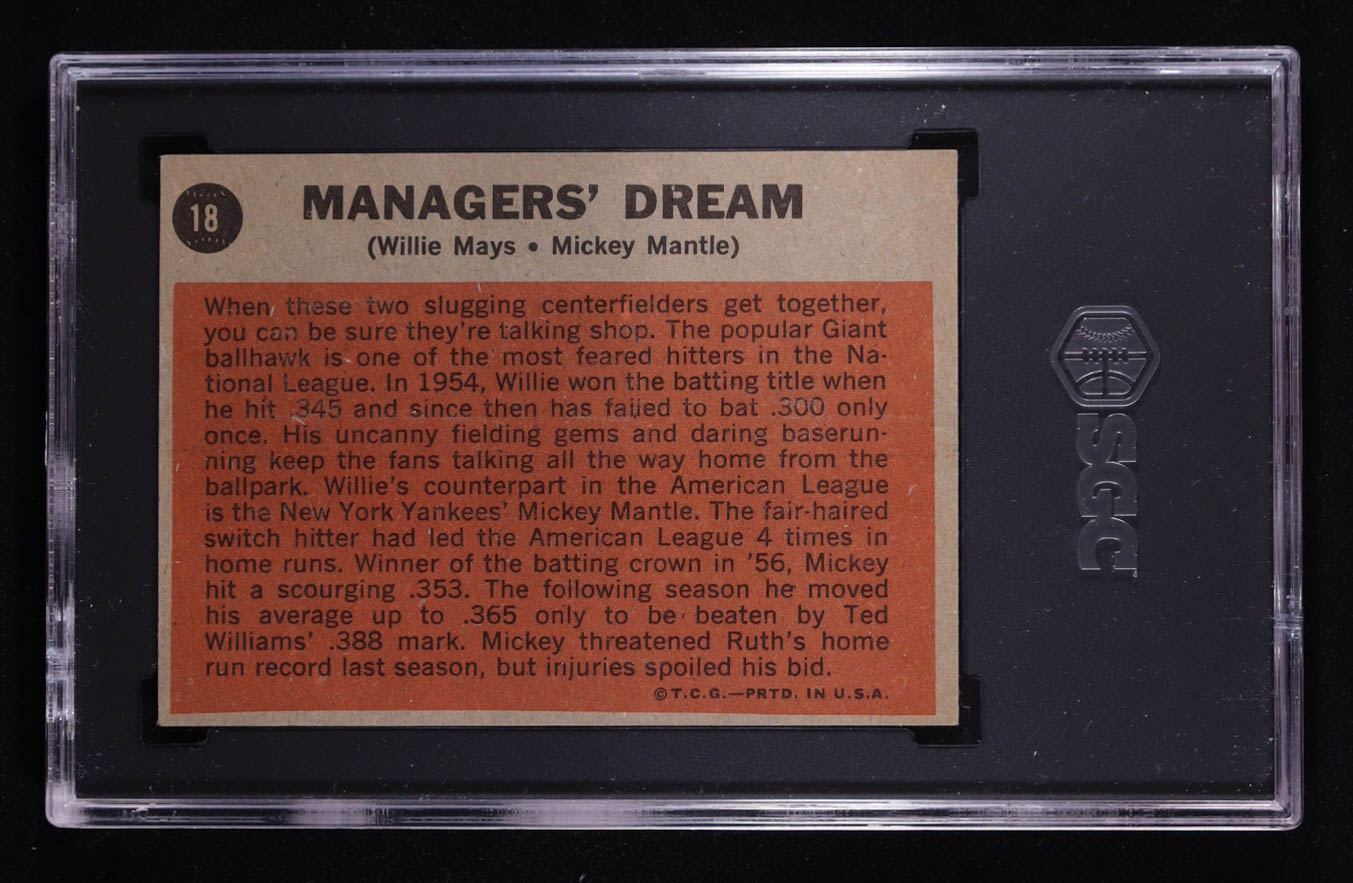 18
MANAGERS' DREAM
(Willie Mays • Mickey Mantle)
When these two slugging centerfielders get together,
you can be sure they're talking shop. The popular Giant
ballhawk is one of the most feared hitters in the Na-
tional League. In 1954, Willie won the batting title when
he hit .345 and since then has failed to bat .300 only
once. His uncanny fielding gems and daring baserun-
ning keep the fans talking all the way home from the
ballpark. Willie's counterpart in the American League
is the New York Yankees' Mickey Mantle. The fair-haired
switch hitter had led the American League 4 times in
home runs. Winner of the batting crown in '56, Mickey
hit a scourging .353. The following season he moved
his average up to .365 only to be beaten by Ted
Williams' .388 mark. Mickey threatened Ruth's home
run record last season, but injuries spoiled his bid.
©T.C.G.—PRTD. IN U.S.A.
SGC